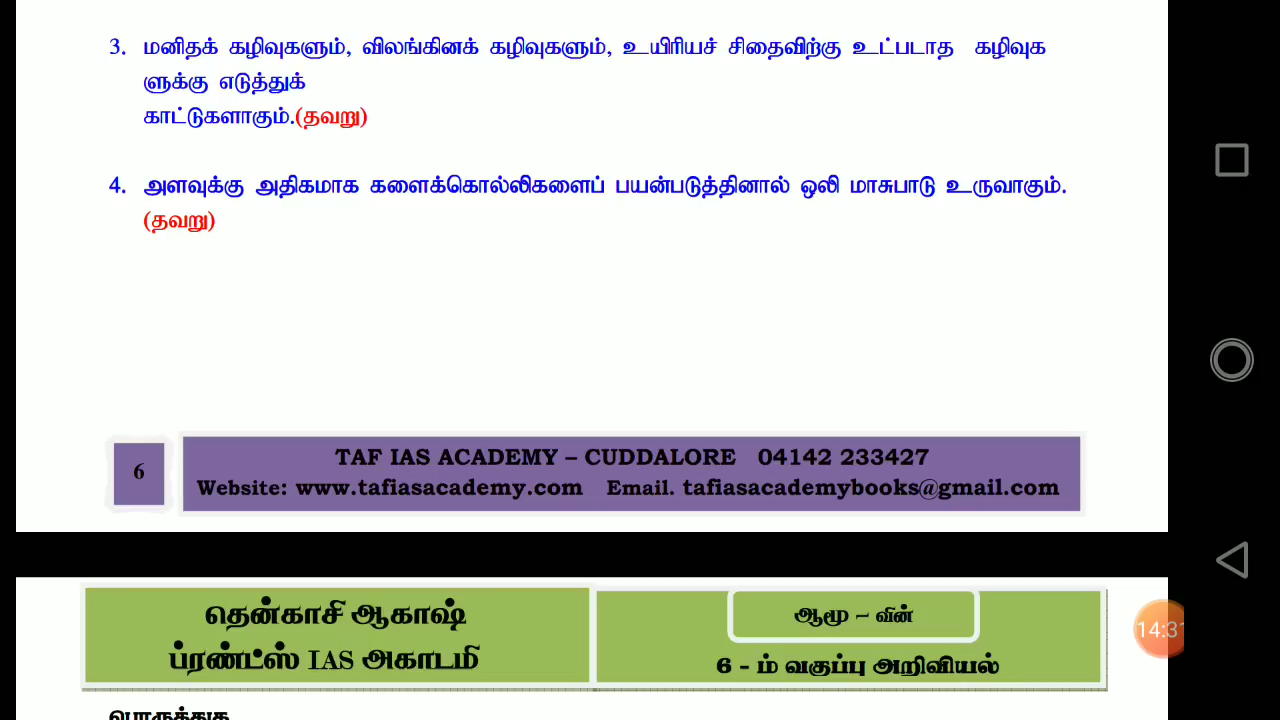 3. மனிதக் கழிவுகளும், விலங்கினக் கழிவுகளும், உயிரியச் சிதைவிற்கு உட்படாத கழிவுக
ளுக்கு எடுத்துக்
காட்டுகளாகும்.(தவறு)
4. அளவுக்கு அதிகமாக களைக்கொல்லிகளைப் பயன்படுத்தினால் ஒலி மாசுபாடு உருவாகும்.
(தவறு)
6
TAF IAS ACADEMY – CUDDALORE 04142 233427
Website: www.tafiasacademy.com Email. tafiasacademybooks@gmail.com
தென்காசி ஆகாஷ்
ப்ரண்ட்ஸ் IAS அகாடமி
ஆமூ – வின்
6 - ம் வகுப்பு அறிவியல்
14:31
பொருத்துக